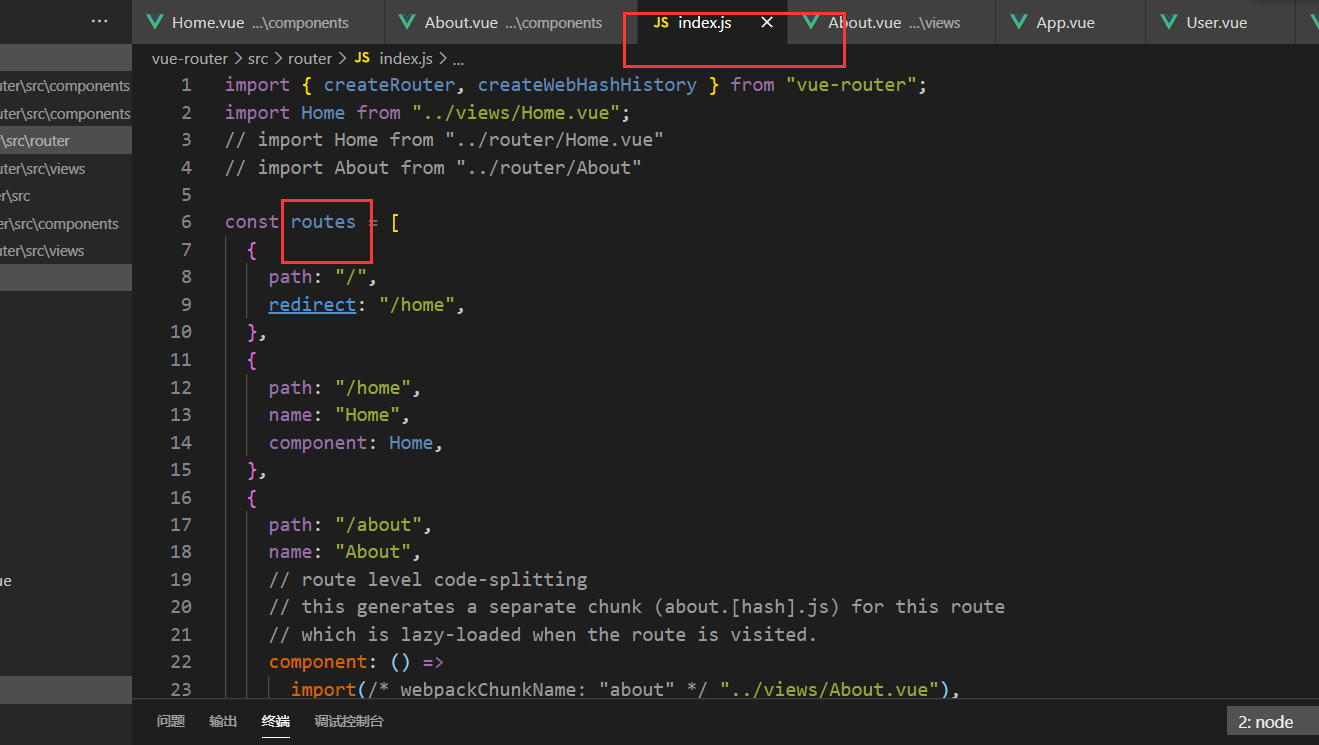 ···
Home.vue ...\components
About.vue ...\components
JS index.js ×
About.vue ...\views
App.vue
User.vue
vue-router > src > router > JS index.js > ...
uter\src\components
uter\src\components
\src\router
uter\src\views
r\src
er\src\components
uter\src\views
ue
1 import { createRouter, createWebHashHistory } from "vue-router";
2 import Home from "../views/Home.vue";
3 // import Home from "../router/Home.vue"
4 // import About from "../router/About"
5
6 const routes = [
7 {
8 path: "/",
9 redirect: "/home",
10 },
11 {
12 path: "/home",
13 name: "Home",
14 component: Home,
15 },
16 {
17 path: "/about",
18 name: "About",
19 // route level code-splitting
20 // this generates a separate chunk (about.[hash].js) for this route
21 // which is lazy-loaded when the route is visited.
22 component: () =>
23 import(/* webpackChunkName: "about" */ "../views/About.vue"),
问题 输出 终端 调试控制台
2: node